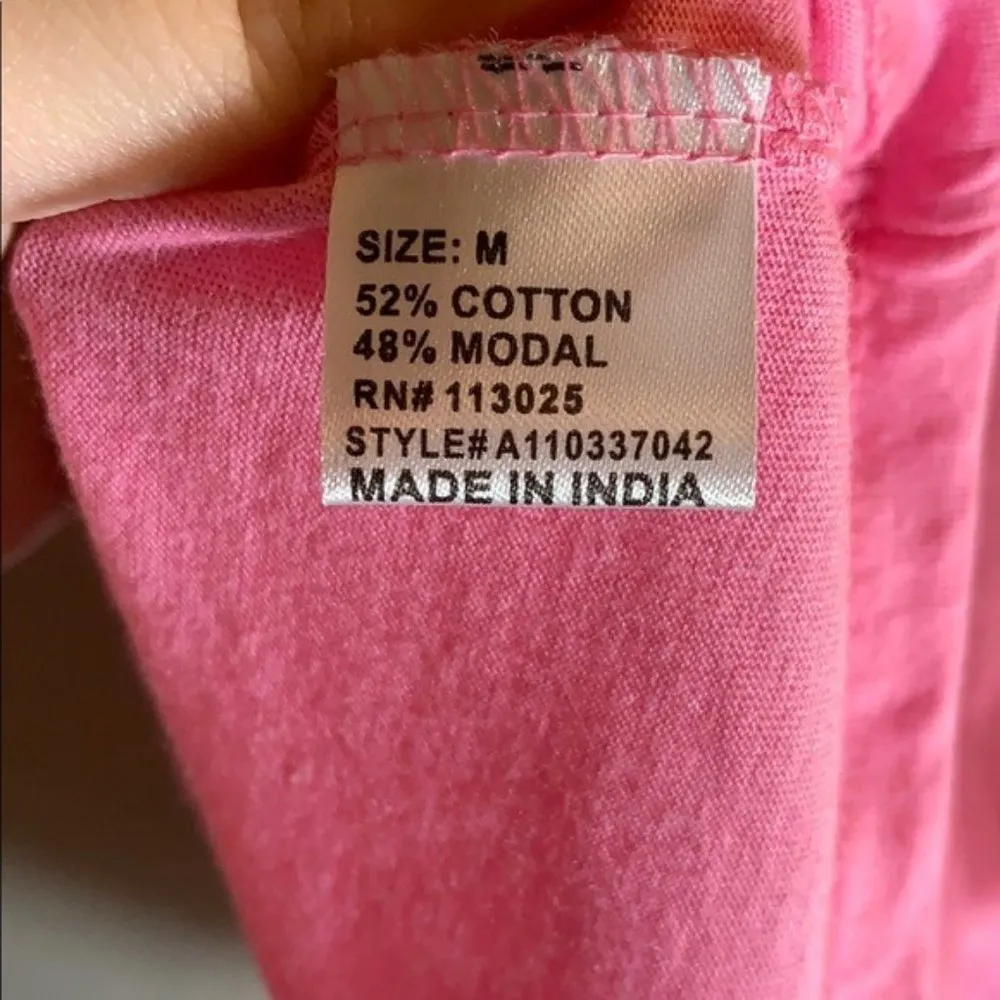 SIZE: M
52% COTTON
48% MODAL
RN# 113025
STYLE# A110337042
MADE IN INDIA